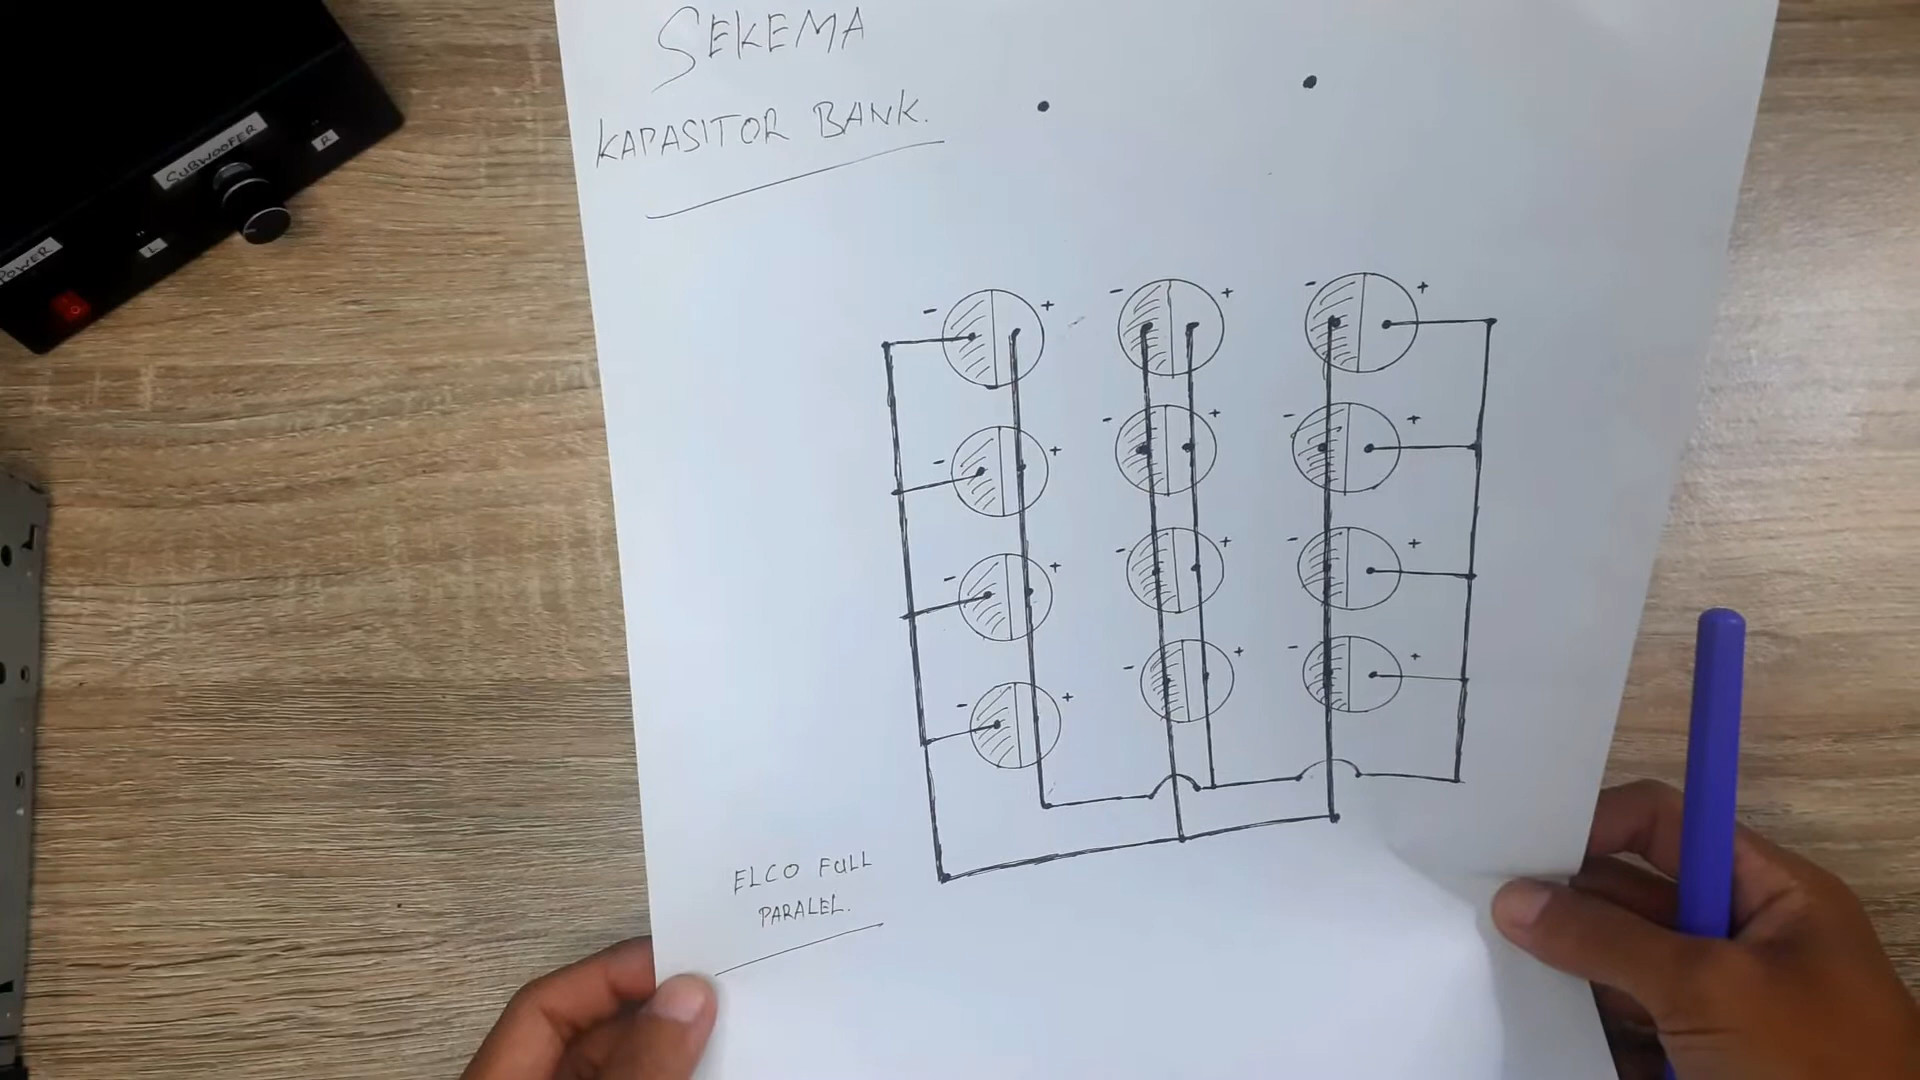 SEKEMA
KAPASITOR BANK.
SUBWOOFER
R
L
POWER
- + - + - +
- + - + - +
- + - + - +
- + - + - +
ELCO FULL
PARALEL.